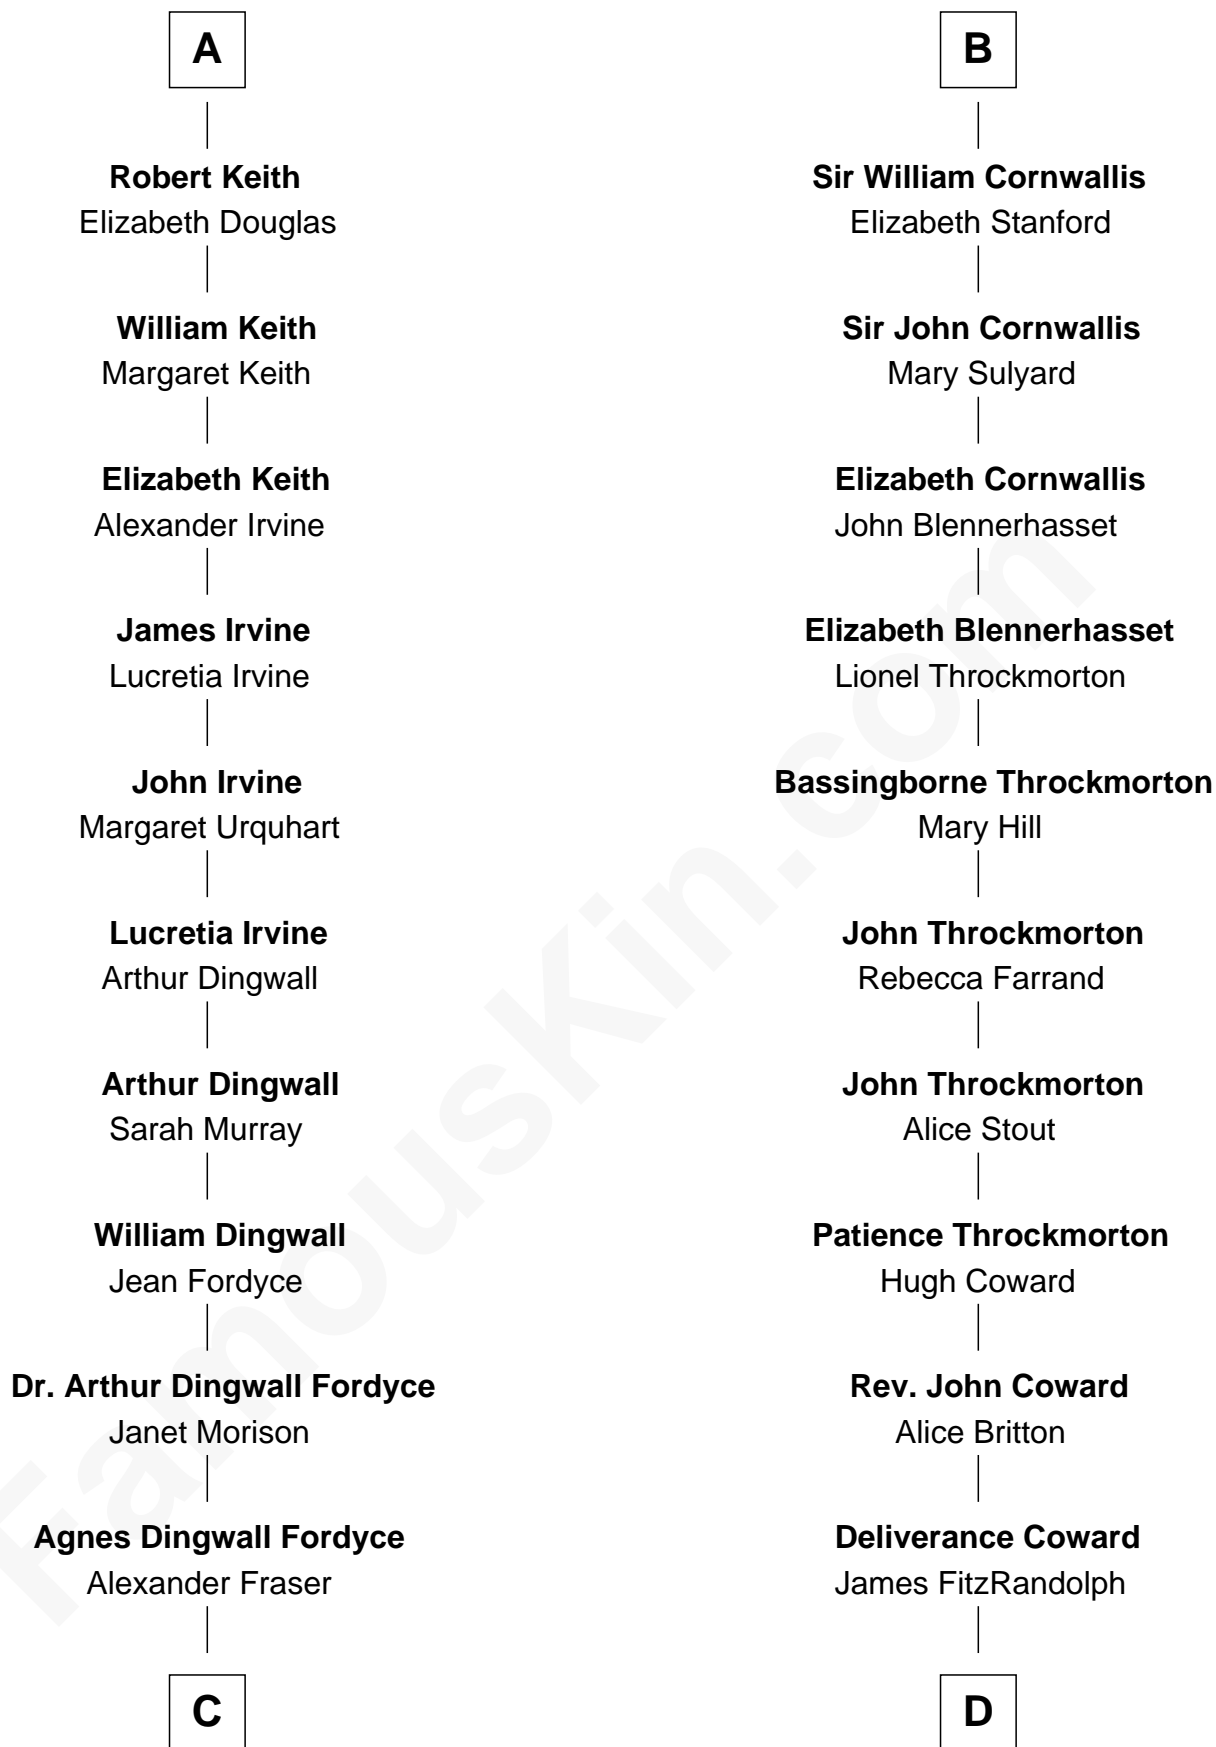 A
Robert Keith
Elizabeth Douglas
William Keith
Margaret Keith
Elizabeth Keith
Alexander Irvine
James Irvine
Lucretia Irvine
John Irvine
Margaret Urquhart
Lucretia Irvine
Arthur Dingwall
Arthur Dingwall
Sarah Murray
William Dingwall
Jean Fordyce
Dr. Arthur Dingwall Fordyce
Janet Morison
Agnes Dingwall Fordyce
Alexander Fraser
C
B
Sir William Cornwallis
Elizabeth Stanford
Sir John Cornwallis
Mary Sulyard
Elizabeth Cornwallis
John Blennerhasset
Elizabeth Blennerhasset
Lionel Throckmorton
Bassingborne Throckmorton
Mary Hill
John Throckmorton
Rebecca Farrand
John Throckmorton
Alice Stout
Patience Throckmorton
Hugh Coward
Rev. John Coward
Alice Britton
Deliverance Coward
James FitzRandolph
D
FamousKin.com